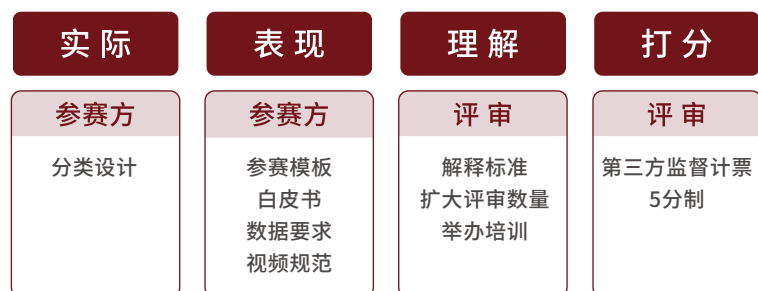 实际
表现
理解
打分
参赛方
参赛方
评审
评审
分类设计
参赛模板
白皮书
数据要求
视频规范
解释标准
扩大评审数量
举办培训
第三方监督计票
5分制